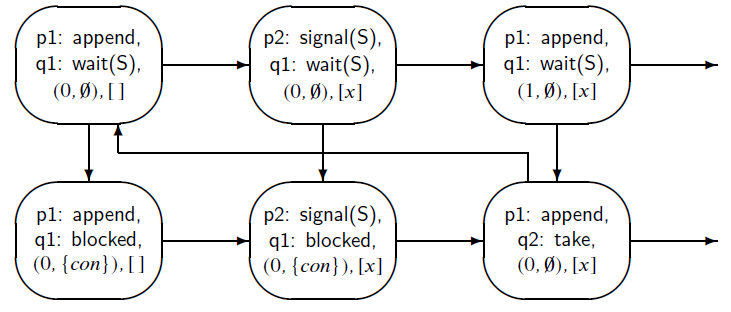 p1: append,
q1: wait(S),
(0, Ø), [ ]
p2: signal(S),
q1: wait(S),
(0, Ø), [x]
p1: append,
q1: wait(S),
(1, Ø), [x]
p1: append,
q1: blocked,
(0, {con}), [ ]
p2: signal(S),
q1: blocked,
(0, {con}), [x]
p1: append,
q2: take,
(0, Ø), [x]